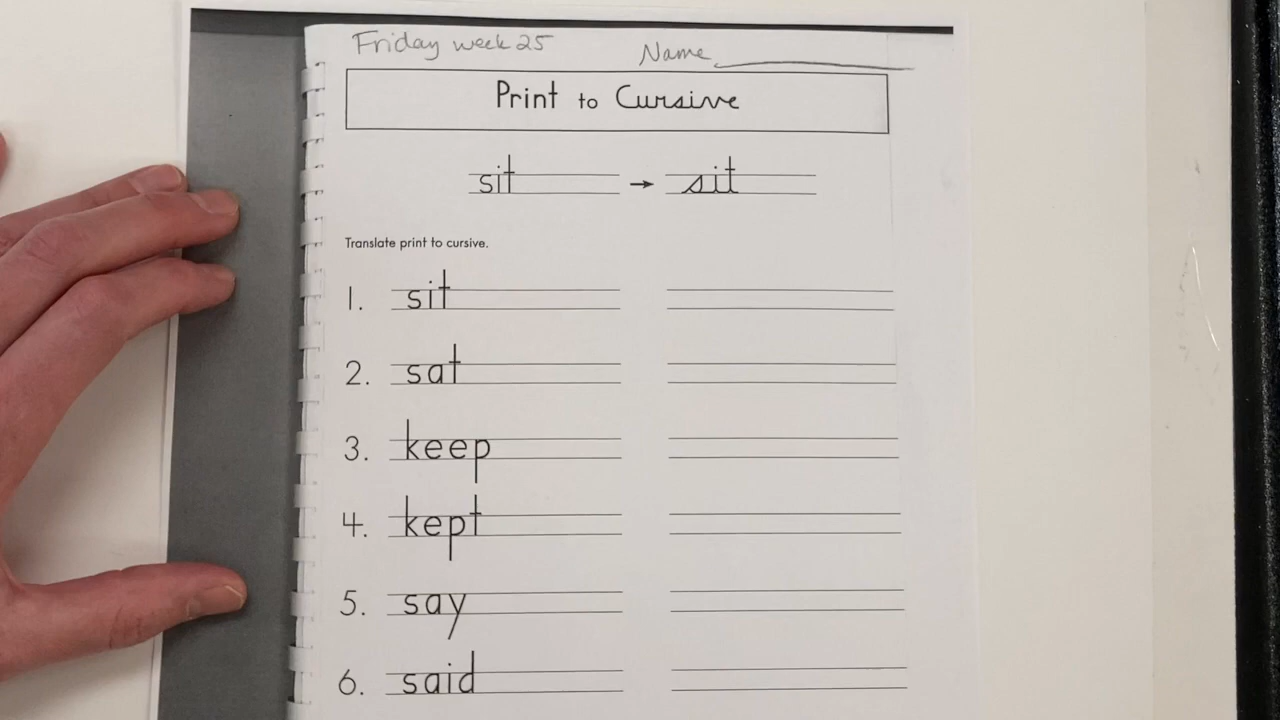 Friday week 25 Name
Print to Cursive
sit → sit
Translate print to cursive.
1. sit
2. sat
3. keep
4. kept
5. say
6. said